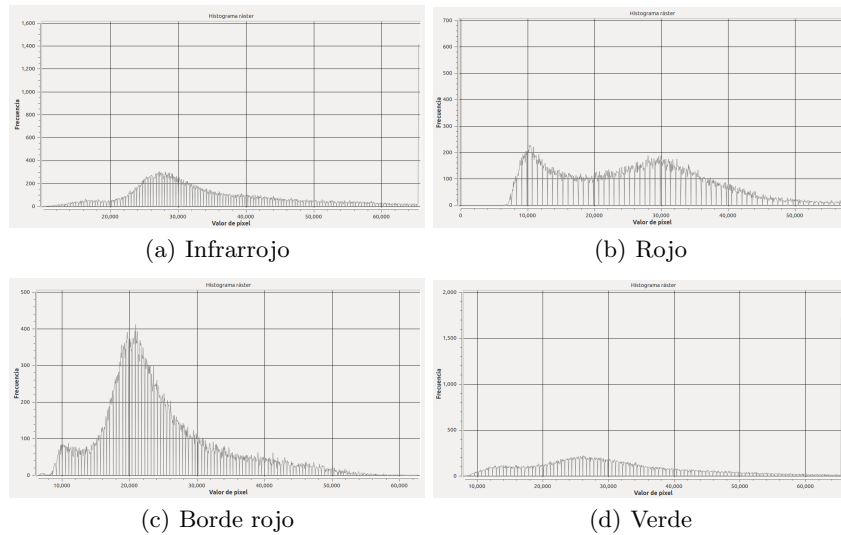 Histograma ráster
1,600
1,400
1,200
1,000
800
600
400
200
0
Frecuencia
20,000 30,000 40,000 50,000 60,000
Valor de píxel
(a) Infrarrojo
Histograma ráster
700
600
500
400
300
200
100
0
Frecuencia
0 10,000 20,000 30,000 40,000 50,000
Valor de píxel
(b) Rojo
Histograma ráster
500
400
300
200
100
0
Frecuencia
10,000 20,000 30,000 40,000 50,000 60,000
Valor de píxel
(c) Borde rojo
Histograma ráster
2,000
1,500
1,000
500
0
Frecuencia
10,000 20,000 30,000 40,000 50,000 60,000
Valor de píxel
(d) Verde